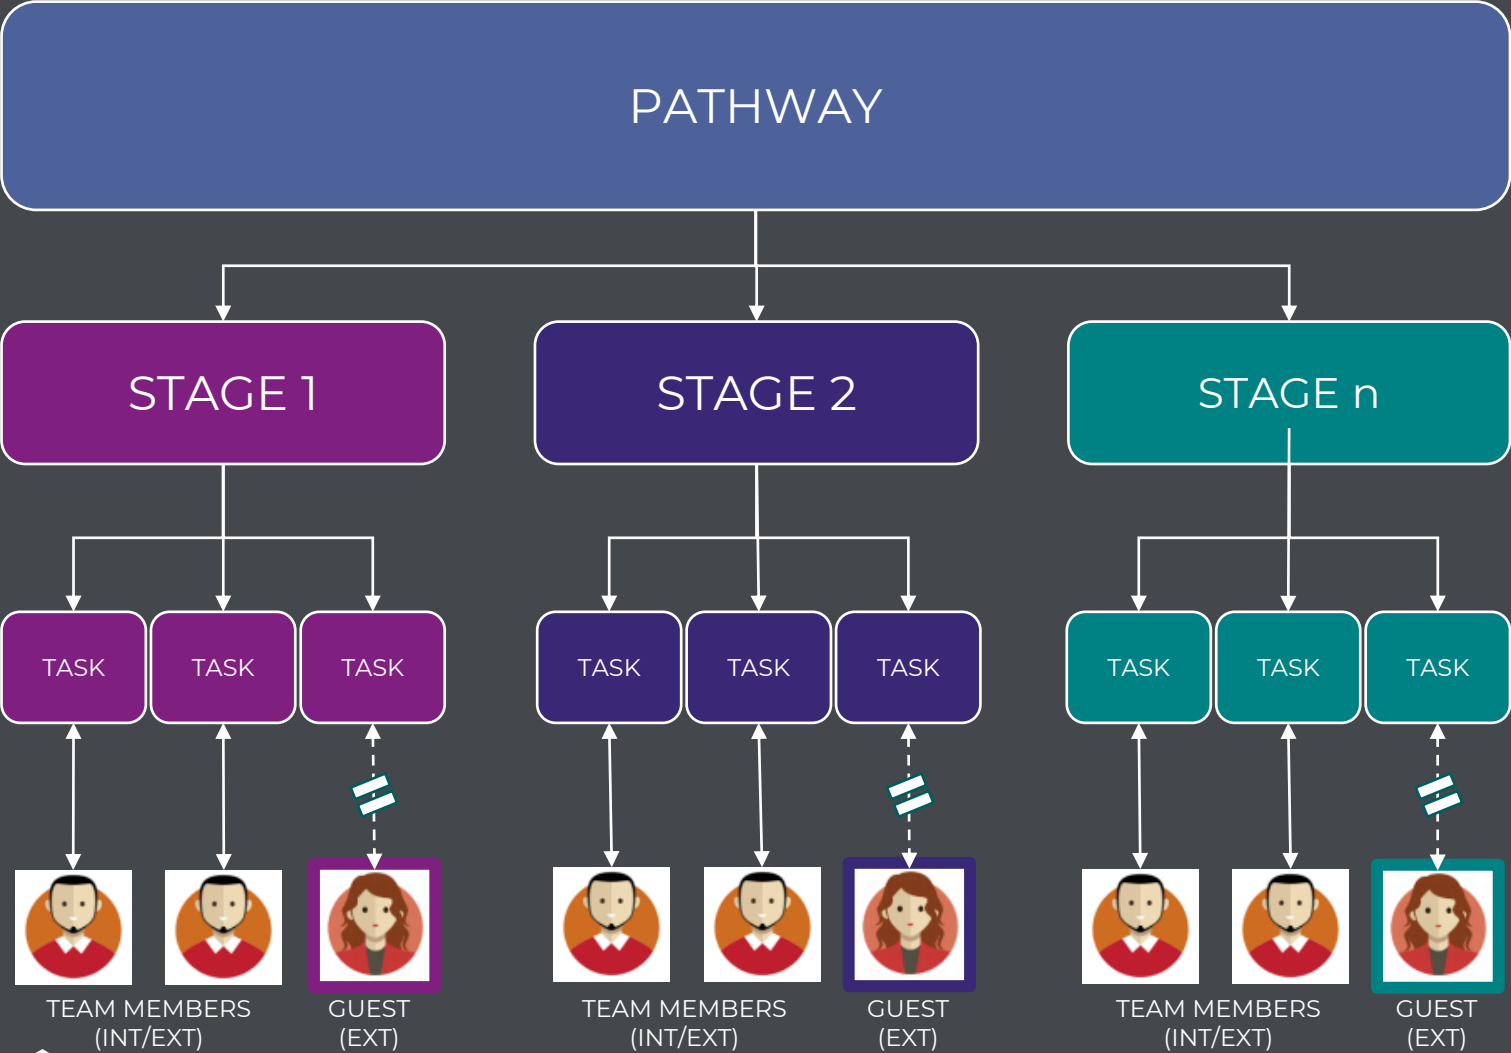 PATHWAY
STAGE 1
STAGE 2
STAGE n
TASK
TASK
TASK
TASK
TASK
TASK
TASK
TASK
TASK
TEAM MEMBERS
(INT/EXT)
GUEST
(EXT)
TEAM MEMBERS
(INT/EXT)
GUEST
(EXT)
TEAM MEMBERS
(INT/EXT)
GUEST
(EXT)